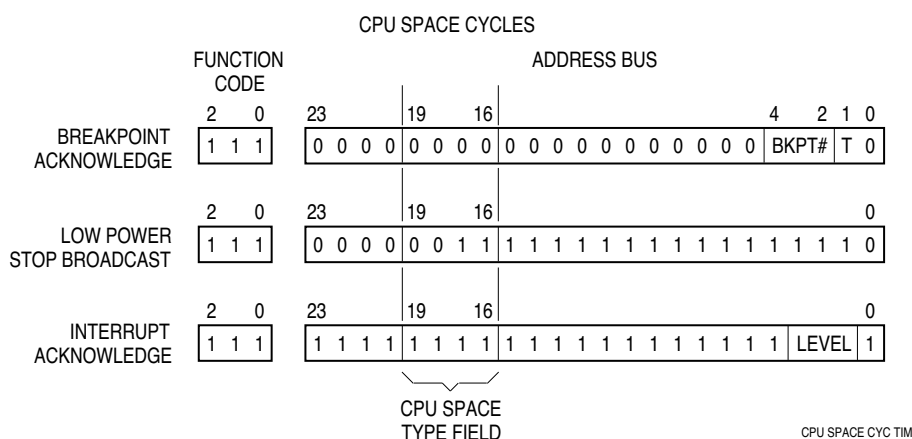 CPU SPACE CYCLES
FUNCTION
CODE
ADDRESS BUS
2 0 23 19 16 4 2 1 0
BREAKPOINT
ACKNOWLEDGE
1 1 1 0 0 0 0 0 0 0 0 0 0 0 0 0 0 0 0 0 0 0 BKPT# T 0
2 0 23 19 16 0
LOW POWER
STOP BROADCAST
1 1 1 0 0 0 0 0 0 1 1 1 1 1 1 1 1 1 1 1 1 1 1 1 1 1 0
2 0 23 19 16 0
INTERRUPT
ACKNOWLEDGE
1 1 1 1 1 1 1 1 1 1 1 1 1 1 1 1 1 1 1 1 1 1 1 LEVEL 1
CPU SPACE
TYPE FIELD
CPU SPACE CYC TIM